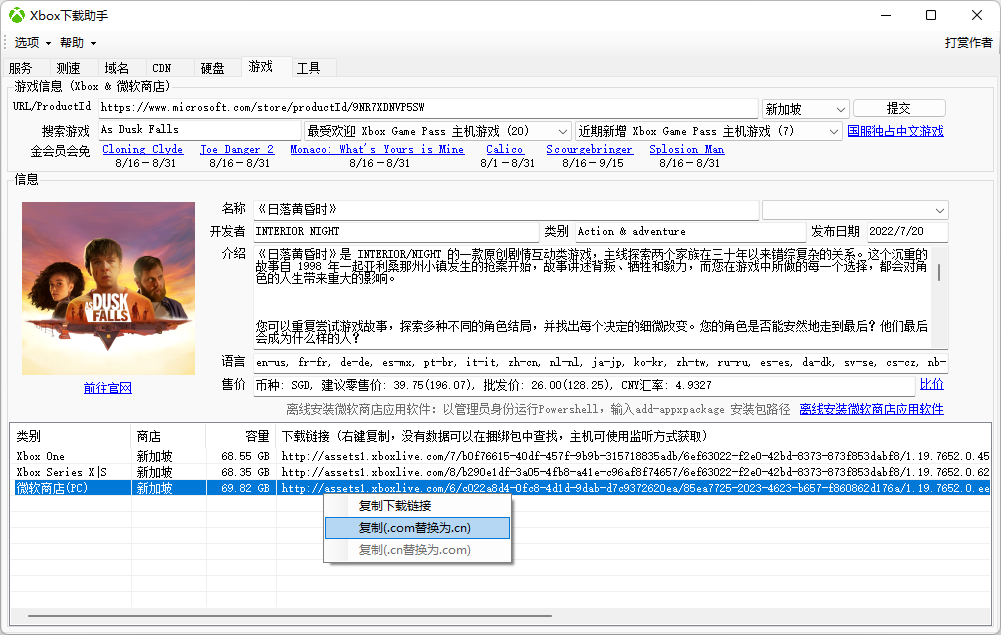 Xbox下载助手
选项 帮助 打赏作者
服务 测速 域名 CDN 硬盘 游戏 工具
游戏信息 (Xbox & 微软商店)
URL/ProductId https://www.microsoft.com/store/productId/9NR7XDNVP5SW 新加坡 提交
搜索游戏 As Dusk Falls 最受欢迎 Xbox Game Pass 主机游戏 (20) 近期新增 Xbox Game Pass 主机游戏 (7) 国服独占中文游戏
金会员会免 Cloning Clyde Joe Danger 2 Monaco: What's Yours is Mine Calico Scourgebringer Splosion Man
8/16－8/31 8/16－8/31 8/16－8/31 8/1－8/31 8/16－9/15 8/16－8/31
信息
AS DUSK FALLS
前往官网
名称 《日落黄昏时》
开发者 INTERIOR NIGHT 类别 Action & adventure 发布日期 2022/7/20
介绍 《日落黄昏时》是 INTERIOR/NIGHT 的一款原创剧情互动类游戏，主线探索两个家族在三十年以来错综复杂的关系。这个沉重的
故事自 1998 年一起亚利桑那州小镇发生的抢案开始，故事讲述背叛、牺牲和毅力，而您在游戏中所做的每一个选择，都会对角
色的人生带来重大的影响。
您可以重复尝试游戏故事，探索多种不同的角色结局，并找出每个决定的细微改变。您的角色是否能安然地走到最后？他们最后
会成为什么样的人？
语言 en-us, fr-fr, de-de, es-mx, pt-br, it-it, zh-cn, nl-nl, ja-jp, ko-kr, zh-tw, ru-ru, es-es, da-dk, sv-se, cs-cz, nb-
售价 币种: SGD, 建议零售价: 39.75(196.07), 批发价: 26.00(128.25), CNY汇率: 4.9327 比价
离线安装微软商店应用软件: 以管理员身份运行Powershell，输入add-appxpackage 安装包路径 离线安装微软商店应用软件
类别 商店 容量 下载链接 (右键复制，没有数据可以在捆绑包中查找，主机可使用监听方式获取)
Xbox One 新加坡 68.55 GB http://assets1.xboxlive.com/7/b0f76615-40df-457f-9b9b-315718835adb/6ef63022-f2e0-42bd-8373-873f853dabf8/1.19.7652.0.45
Xbox Series X|S 新加坡 68.35 GB http://assets1.xboxlive.com/8/b290e1df-3a05-4fb8-a41e-c96af8f74657/6ef63022-f2e0-42bd-8373-873f853dabf8/1.19.7652.0.62
微软商店(PC) 新加坡 69.82 GB http://assets1.xboxlive.com/6/c022a8d4-0fc8-4d1d-9dab-d7c9372620ea/85ea7725-2023-4623-b657-f860862d176a/1.19.7652.0.ee
复制下载链接
复制(.com替换为.cn)
复制(.cn替换为.com)